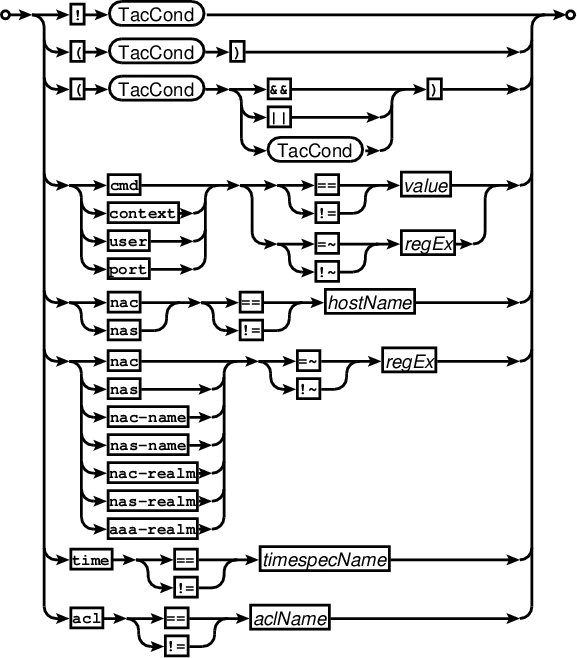 ! TacCond
( TacCond )
( TacCond && )
||
TacCond
cmd == value
context !=
user =~ regEx
port !~
nac == hostName
nas !=
nac =~ regEx
nas !~
nac-name
nas-name
nac-realm
nas-realm
aaa-realm
time == timespecName
!=
acl == aclName
!=